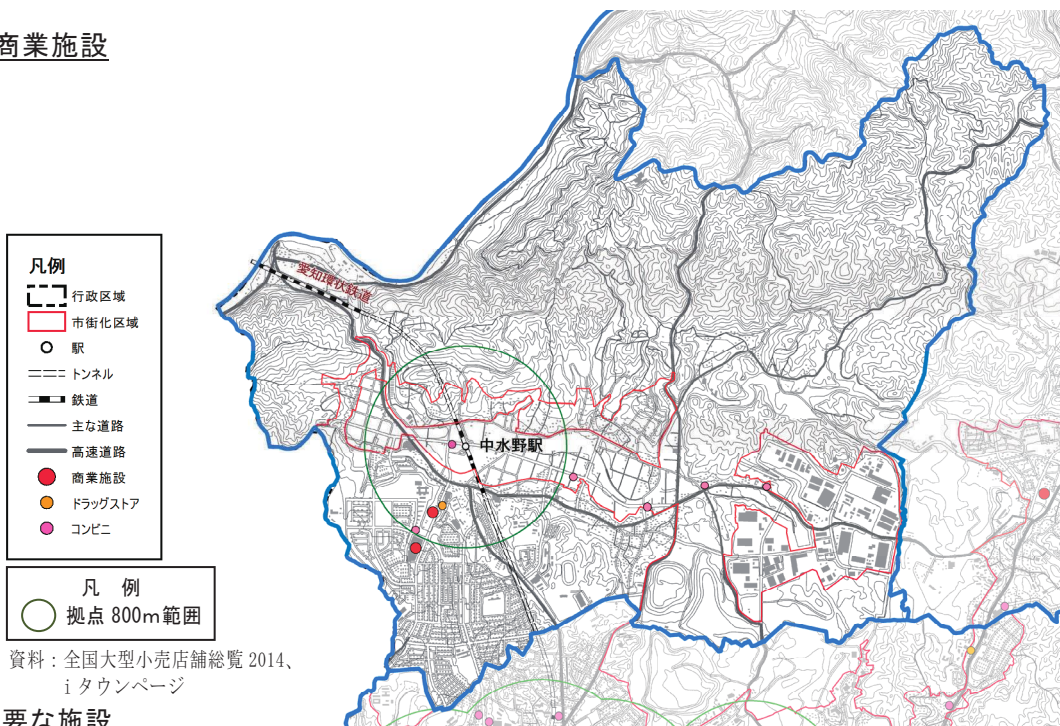 商業施設
愛知環状鉄道
中水野駅
凡例
行政区域
市街化区域
駅
トンネル
鉄道
主な道路
高速道路
商業施設
ドラッグストア
コンビニ
凡 例
拠点 800m範囲
資料：全国大型小売店舗総覧 2014、
i タウンページ
要な施設